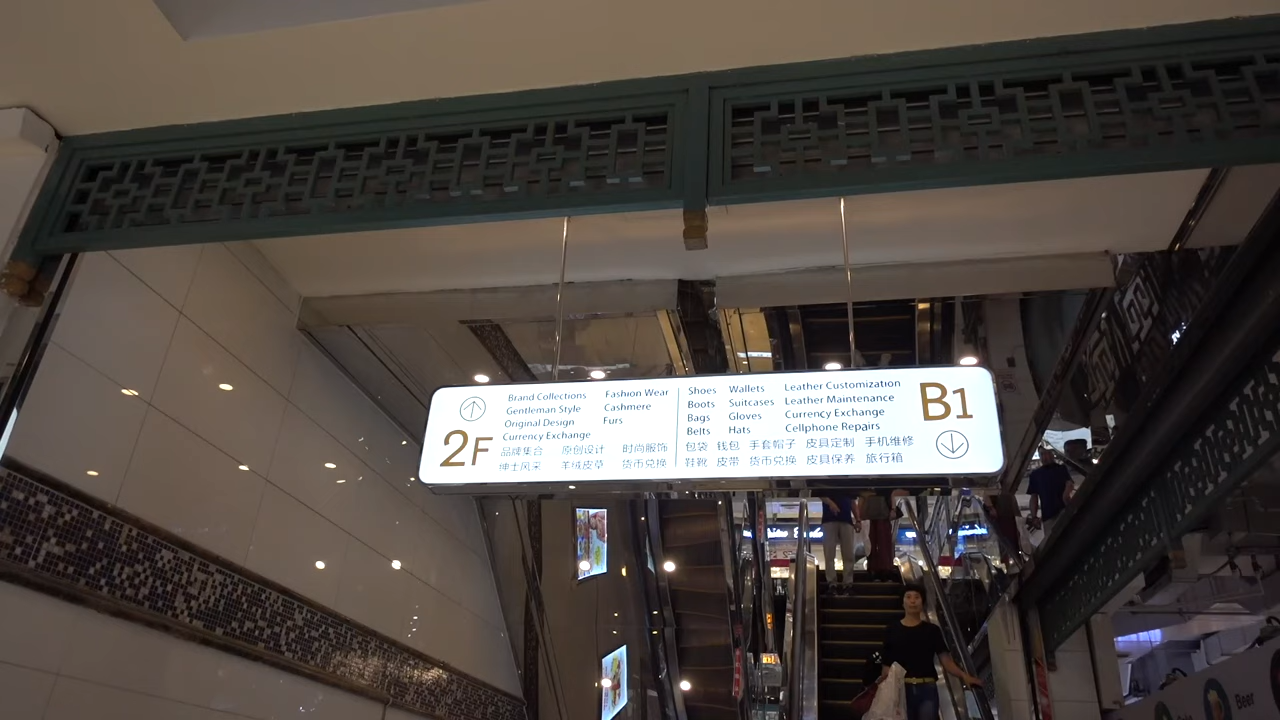 2F
Brand Collections Fashion Wear
Gentleman Style Cashmere
Original Design Furs
Currency Exchange
品牌集合 原创设计 时尚服饰
绅士风采 羊绒皮草 货币兑换
Shoes Wallets Leather Customization
Boots Suitcases Leather Maintenance
Bags Gloves Currency Exchange
Belts Hats Cellphone Repairs
包袋 钱包 手套帽子 皮具定制 手机维修
鞋靴 皮带 货币兑换 皮具保养 旅行箱
B1
Beer